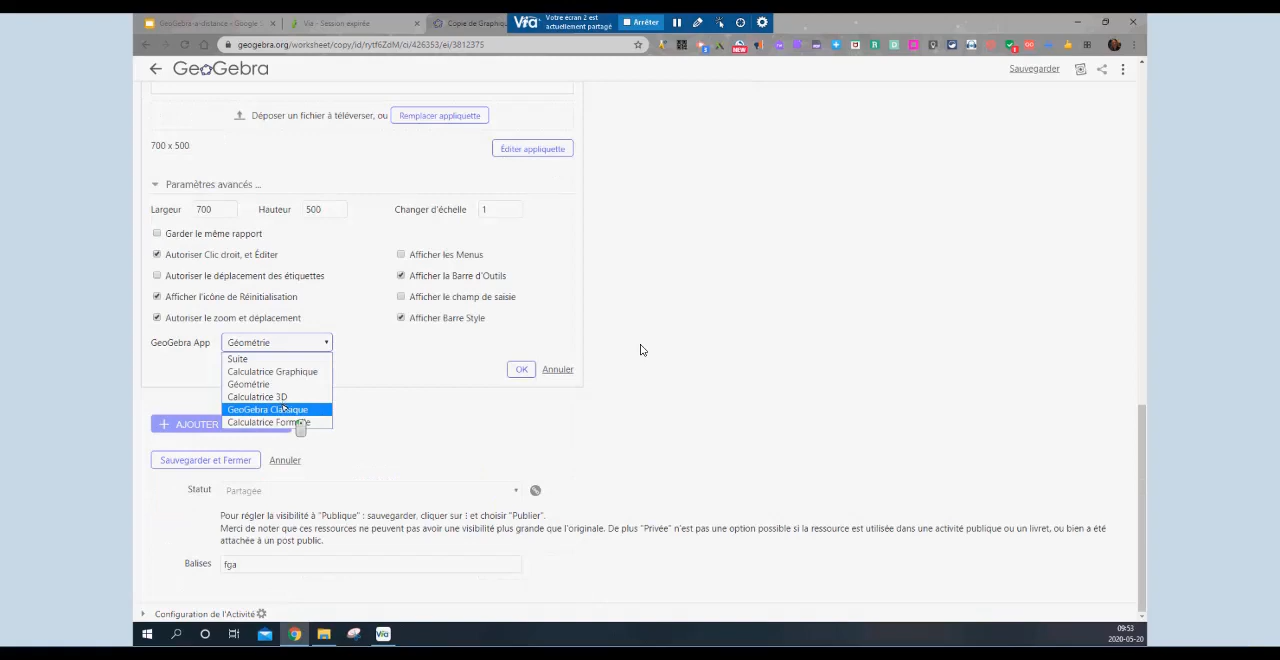 GeoGebra-a-distance - Google
Via - Session expirée
Copie de Graphiq
Via
Votre écran 2 est
actuellement partagé
Arrêter
geogebra.org/worksheet/copy/id/rytf6ZdM/ci/426353/ei/3812375
NEW
GeoGebra
Sauvegarder
Déposer un fichier à téléverser, ou
Remplacer appliquette
700 x 500
Éditer appliquette
Paramètres avancés ...
Largeur 700 Hauteur 500 Changer d'échelle 1
Garder le même rapport
Autoriser Clic droit, et Éditer
Afficher les Menus
Autoriser le déplacement des étiquettes
Afficher la Barre d'Outils
Afficher l'icône de Réinitialisation
Afficher le champ de saisie
Autoriser le zoom et déplacement
Afficher Barre Style
GeoGebra App Géométrie
Suite
Calculatrice Graphique
Géométrie
Calculatrice 3D
GeoGebra Classique
Calculatrice Formelle
OK Annuler
+ AJOUTER
Sauvegarder et Fermer Annuler
Statut Partagée
Pour régler la visibilité à "Publique" : sauvegarder, cliquer sur ⋮ et choisir "Publier".
Merci de noter que ces ressources ne peuvent pas avoir une visibilité plus grande que l'originale. De plus "Privée" n'est pas une option possible si la ressource est utilisée dans une activité publique ou un livret, ou bien a été
attachée à un post public.
Balises fga
Configuration de l'Activité
Via
09:53
2020-05-20